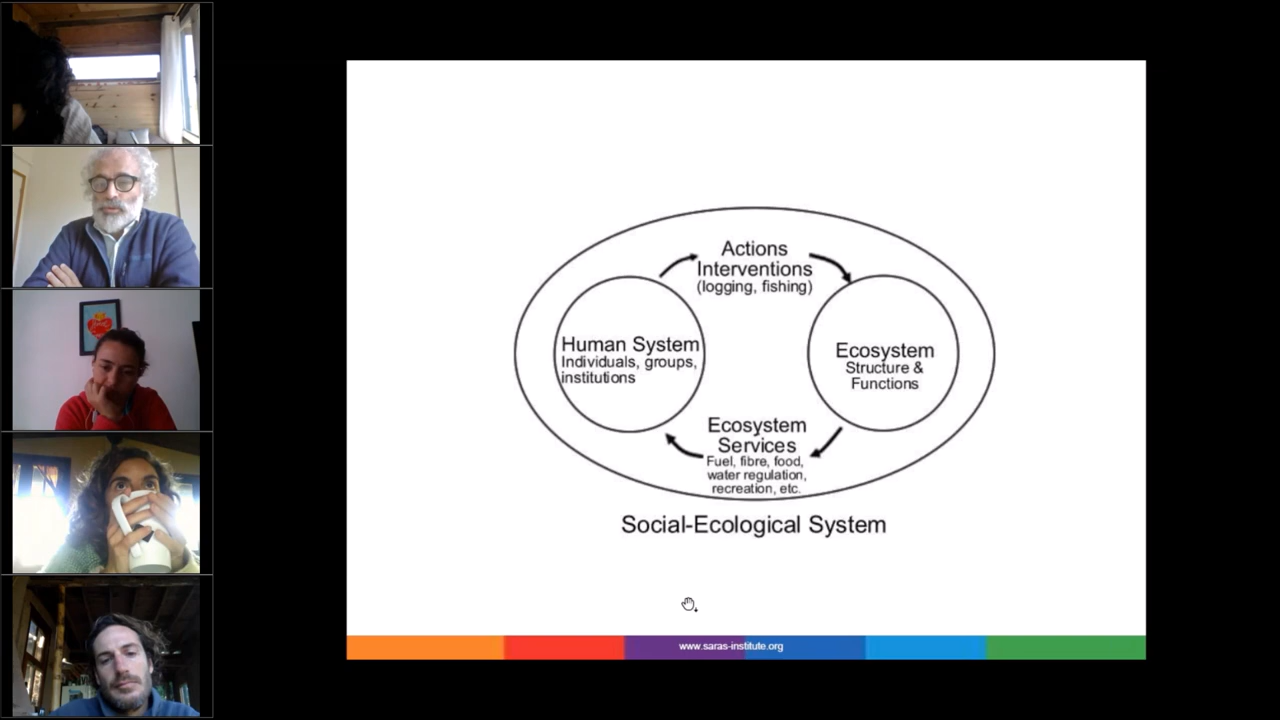 Actions
Interventions
(logging, fishing)
Human System
Individuals, groups,
institutions
Ecosystem
Structure &
Functions
Ecosystem
Services
Fuel, fibre, food,
water regulation,
recreation, etc.
Social-Ecological System
www.saras-institute.org